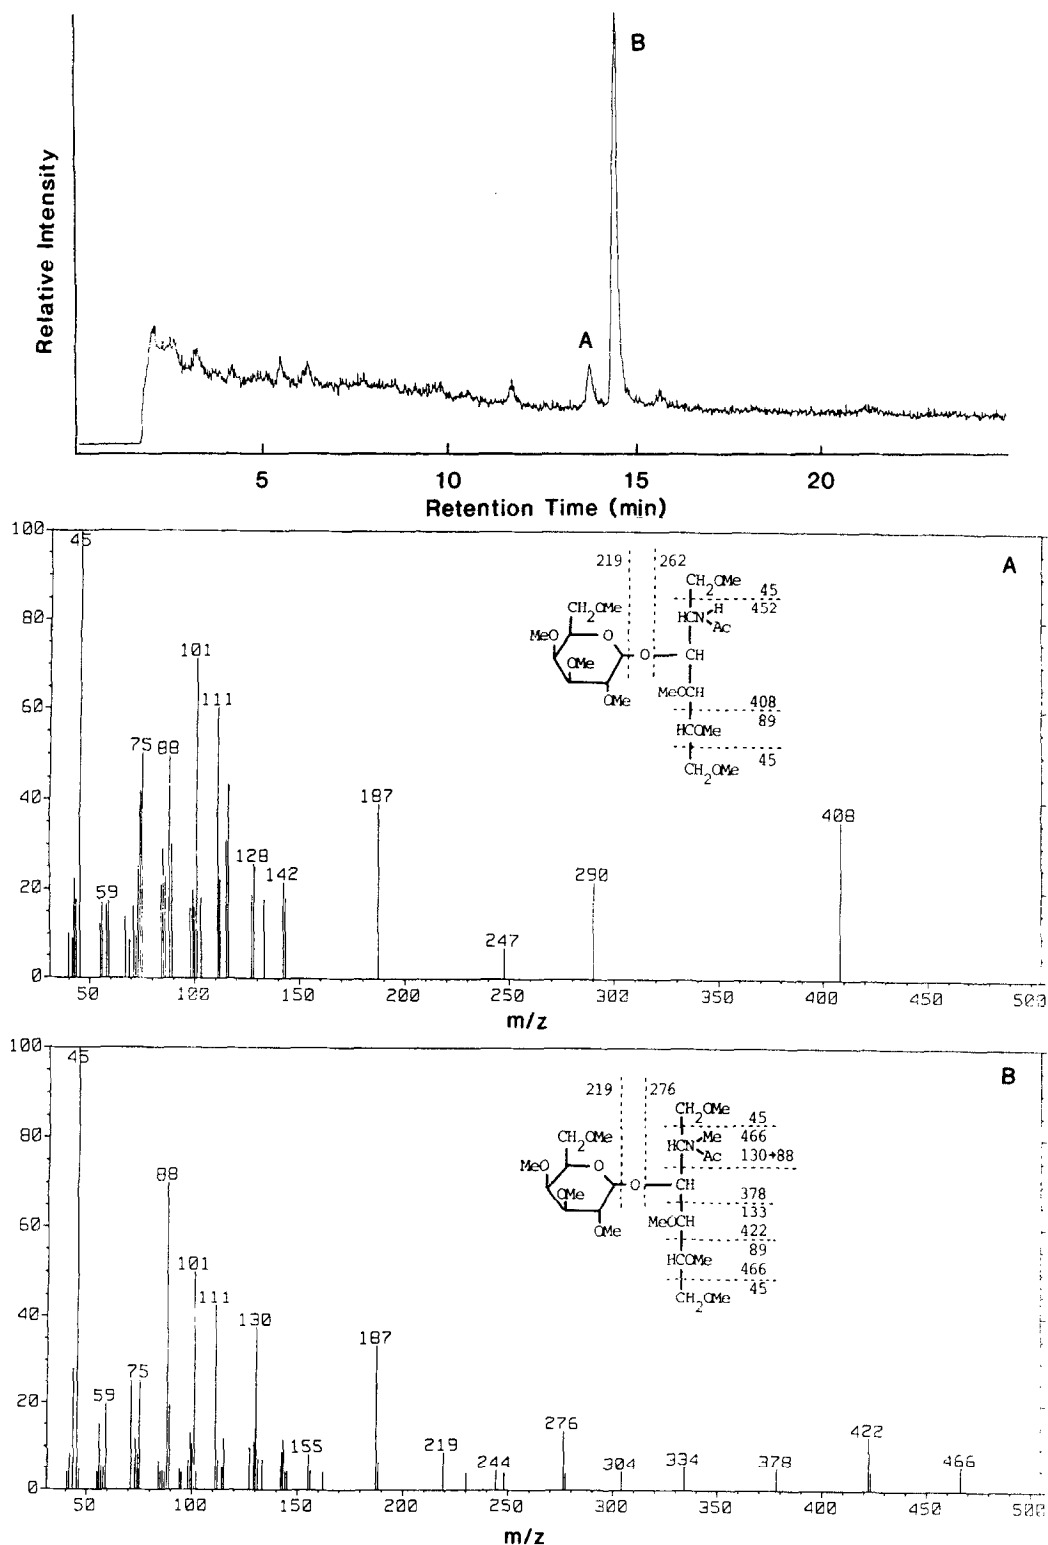 B
A
Relative Intensity
5
10
15
20
Retention Time (min)
100
80
60
40
20
0
45
59
75
88
101
111
128
142
187
247
290
408
A
219
262
CH2OMe
45
H
452
HCN
Ac
CH2OMe
MeO
O
O
CH
OMe
OMe
MeOCH
408
89
HCOMe
45
CH2OMe
50
100
150
200
250
300
350
400
450
500
m/z
100
80
60
40
20
0
45
59
75
88
101
111
130
155
187
219
244
276
304
334
378
422
466
B
219
276
CH2OMe
45
Me
466
HCN
Ac
130→88
CH2OMe
MeO
O
O
CH
OMe
OMe
378
133
MeOCH
422
89
HCOMe
466
45
CH2OMe
50
100
150
200
250
300
350
400
450
500
m/z